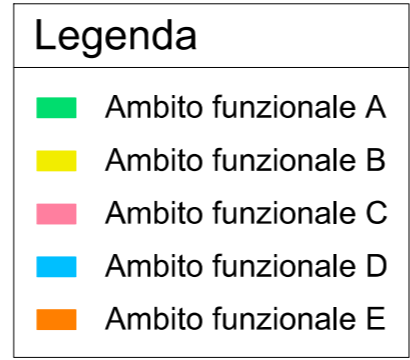 Legenda
Ambito funzionale A
Ambito funzionale B
Ambito funzionale C
Ambito funzionale D
Ambito funzionale E